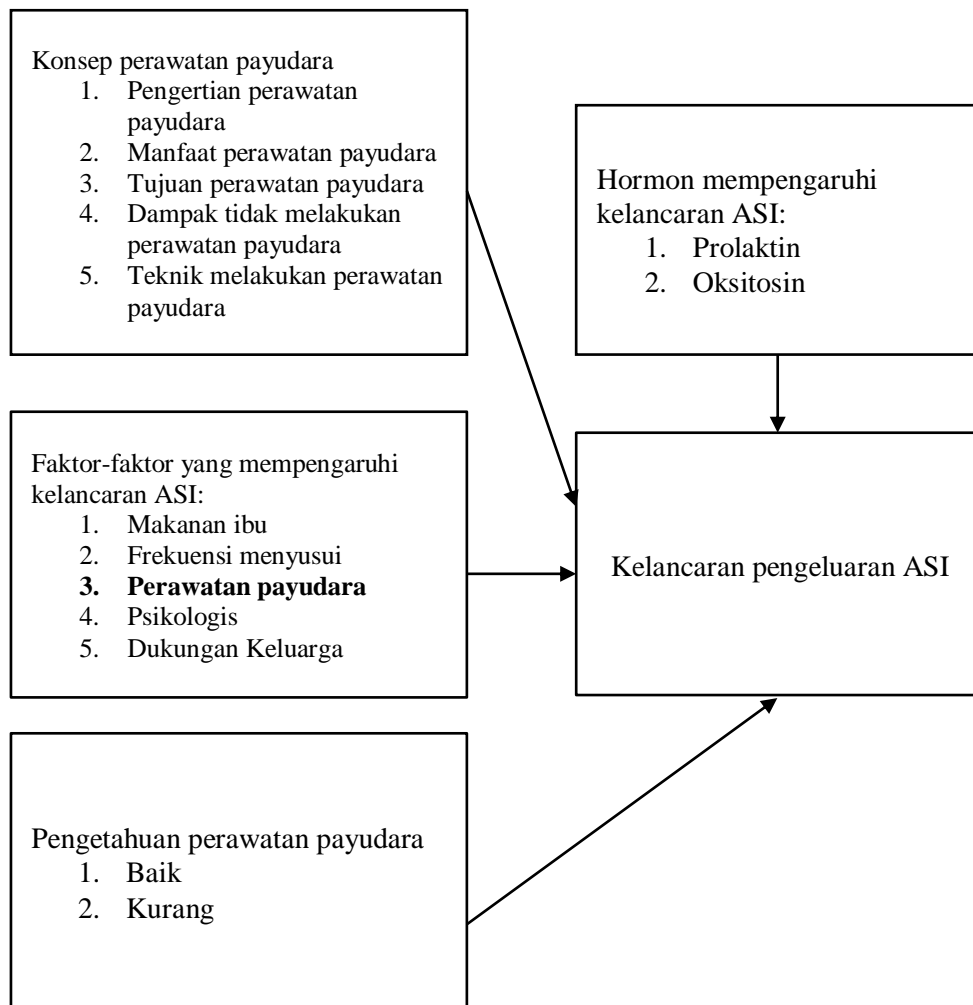 Konsep perawatan payudara
1. Pengertian perawatan
payudara
2. Manfaat perawatan payudara
3. Tujuan perawatan payudara
4. Dampak tidak melakukan
perawatan payudara
5. Teknik melakukan perawatan
payudara
Hormon mempengaruhi
kelancaran ASI:
1. Prolaktin
2. Oksitosin
Faktor-faktor yang mempengaruhi
kelancaran ASI:
1. Makanan ibu
2. Frekuensi menyusui
3. Perawatan payudara
4. Psikologis
5. Dukungan Keluarga
Kelancaran pengeluaran ASI
Pengetahuan perawatan payudara
1. Baik
2. Kurang